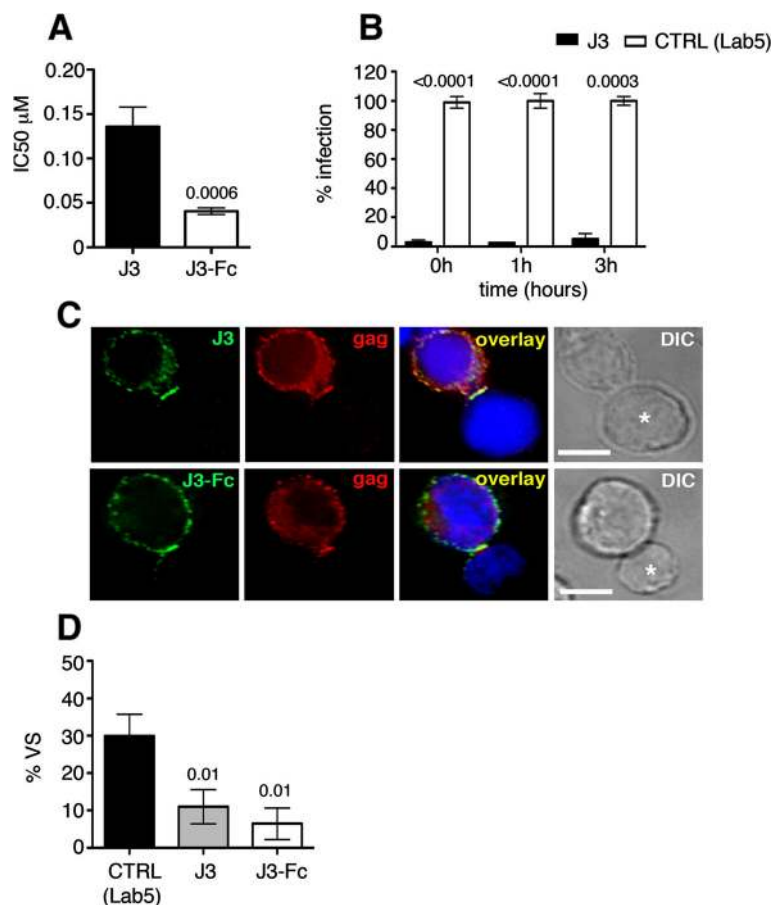 A
IC50 µM
0.20
0.15
0.10
0.05
0
0.0006
J3 J3-Fc
B
J3 CTRL (Lab5)
% infection
120
100
80
60
40
20
0
<0.0001 <0.0001 0.0003
0h 1h 3h
time (hours)
C
J3 gag overlay DIC
*
J3-Fc gag overlay DIC
*
D
% VS
50
40
30
20
10
0
0.01 0.01
CTRL J3 J3-Fc
(Lab5)